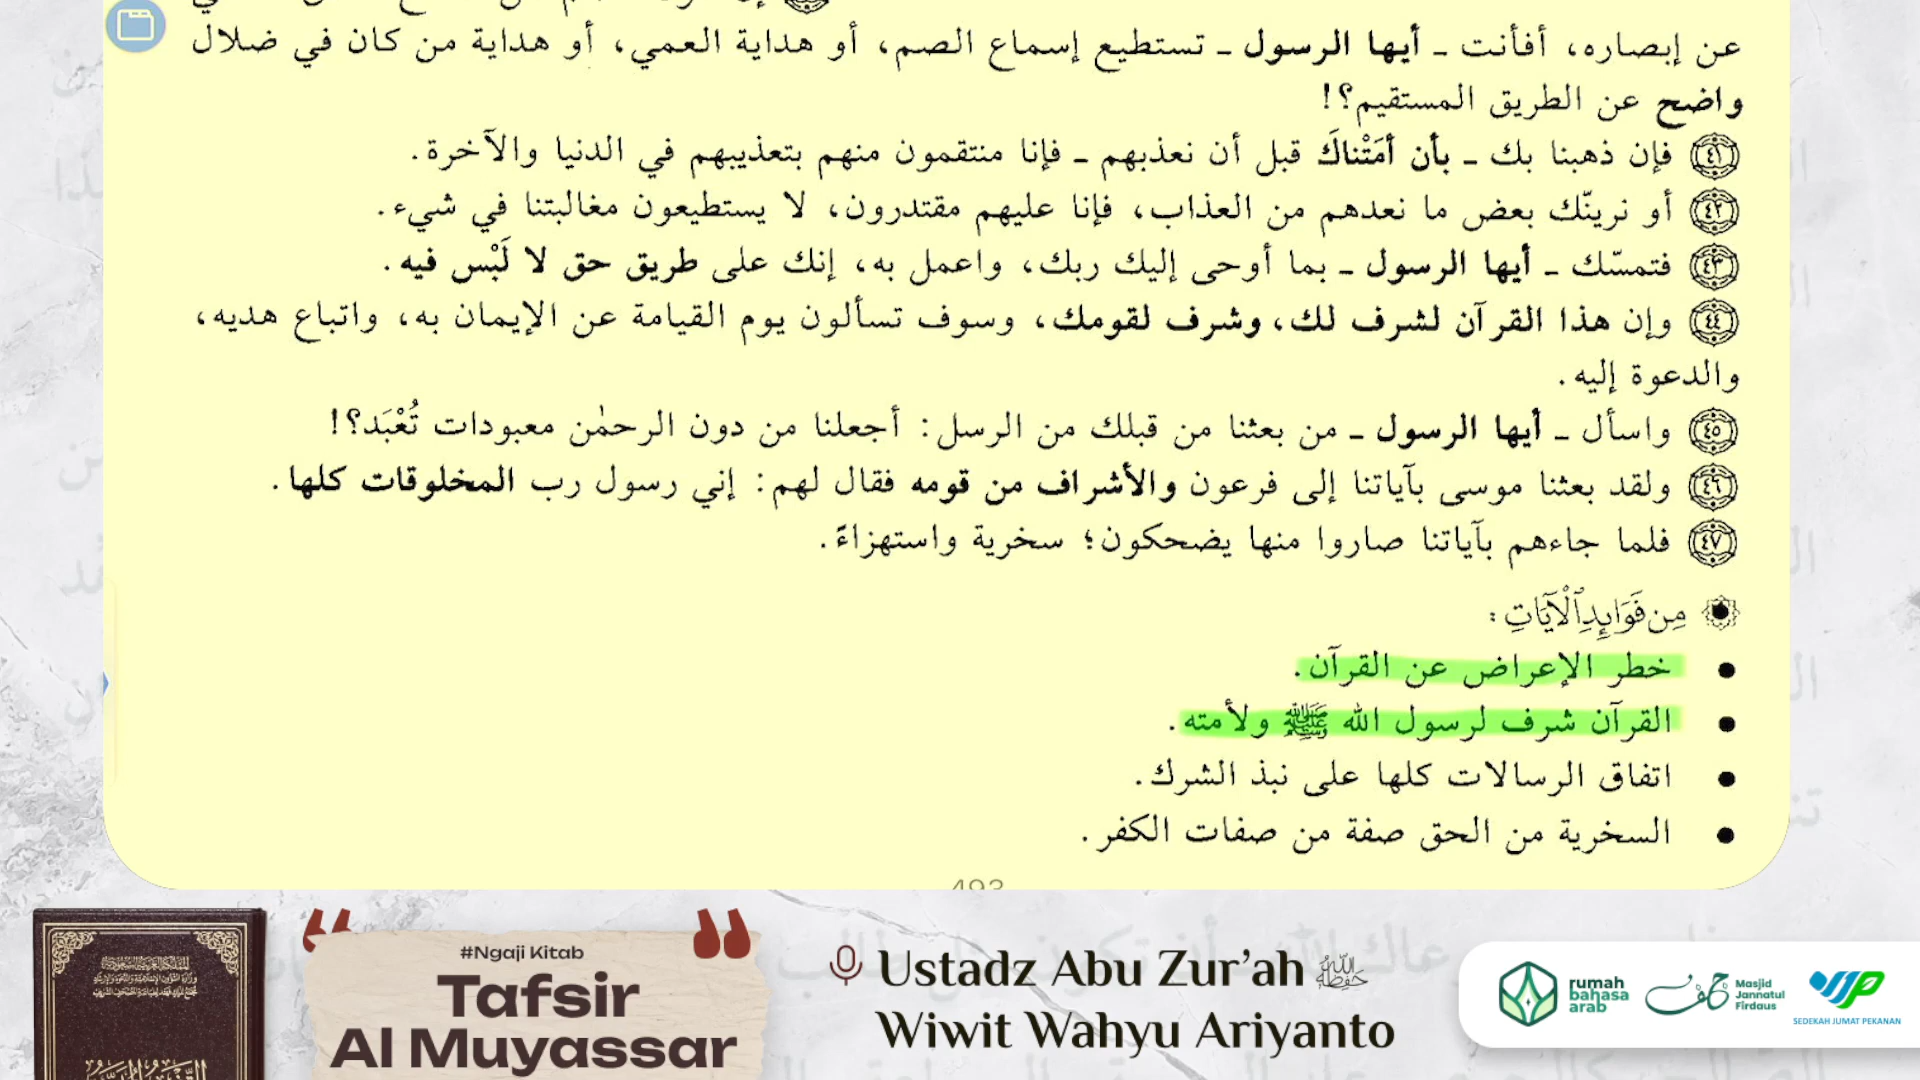 عن إبصاره، أفأنت ـ أيها الرسول ـ تستطيع إسماع الصم، أو هداية العمي، أو هداية من كان في ضلال
واضح عن الطريق المستقيم؟!
٤١ فإن ذهبنا بك ـ بأن أمَتْناكَ قبل أن نعذبهم ـ فإنا منتقمون منهم بتعذيبهم في الدنيا والآخرة.
٤٢ أو نرينّك بعض ما نعدهم من العذاب، فإنا عليهم مقتدرون، لا يستطيعون مغالبتنا في شيء.
٤٣ فتمسّك ـ أيها الرسول ـ بما أوحى إليك ربك، واعمل به، إنك على طريق حق لا لَبْس فيه.
٤٤ وإن هذا القرآن لشرف لك، وشرف لقومك، وسوف تسألون يوم القيامة عن الإيمان به، واتباع هديه،
والدعوة إليه.
٤٥ واسأل ـ أيها الرسول ـ من بعثنا من قبلك من الرسل: أجعلنا من دون الرحمٰن معبودات تُعْبَد؟!
٤٦ ولقد بعثنا موسى بآياتنا إلى فرعون والأشراف من قومه فقال لهم: إني رسول رب المخلوقات كلها.
٤٧ فلما جاءهم بآياتنا صاروا منها يضحكون؛ سخرية واستهزاءً.
مِن فَوَائِدِ ٱلْآيَاتِ:
• خطر الإعراض عن القرآن.
• القرآن شرف لرسول الله ﷺ ولأمته.
• اتفاق الرسالات كلها على نبذ الشرك.
• السخرية من الحق صفة من صفات الكفر.
#Ngaji Kitab
Tafsir
Al Muyassar
Ustadz Abu Zur’ah حفظه الله
Wiwit Wahyu Ariyanto
rumah
bahasa
arab
Masjid
Jannatul
Firdaus
VJP
SEDEKAH JUMAT PEKANAN